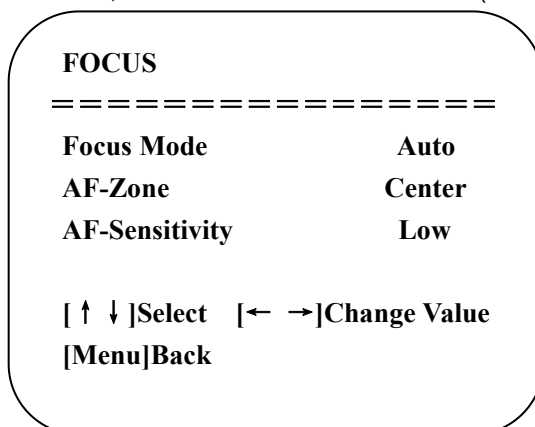 FOCUS
==================
Focus Mode Auto
AF-Zone Center
AF-Sensitivity Low
[ ↑ ↓ ]Select [← →]Change Value
[Menu]Back